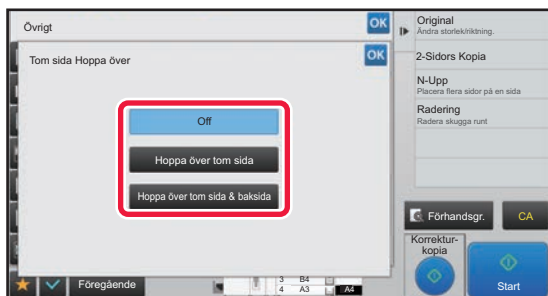 Övrigt
OK
Tom sida Hoppa över
OK
Off
Hoppa över tom sida
Hoppa över tom sida & baksida
Original
Ändra storlek/riktning.
2-Sidors Kopia
N-Upp
Placera flera sidor på en sida
Radering
Radera skugga runt
Förhandsgr.
CA
Korrektur-
kopia
Start
Föregående
3 B4
4 A3
A4